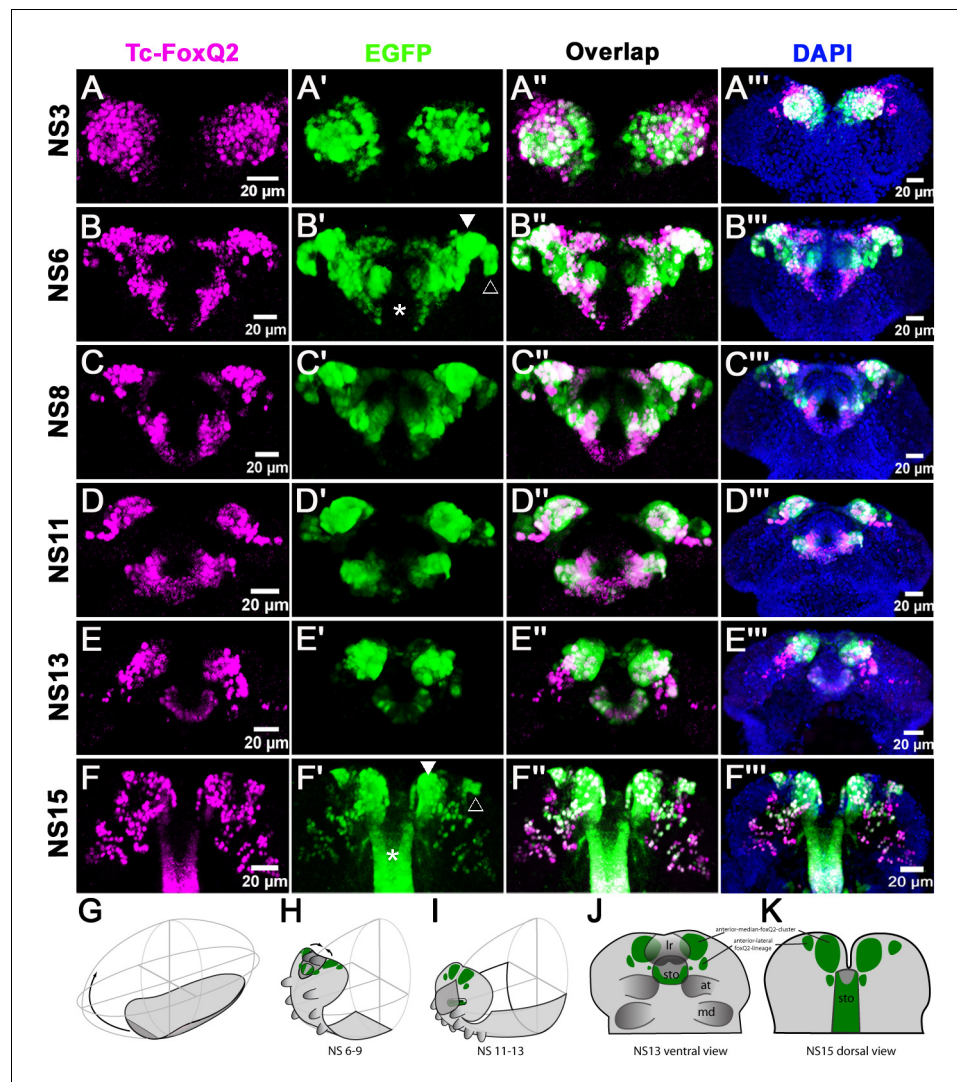 Tc-FoxQ2 EGFP Overlap DAPI
NS3
A A' A'' A'''
20 µm 20 µm
NS6
B B' B'' B'''
20 µm 20 µm
NS8
C C' C'' C'''
20 µm 20 µm
NS11
D D' D'' D'''
20 µm 20 µm
NS13
E E' E'' E'''
20 µm 20 µm
NS15
F F' F'' F'''
* 
20 µm 20 µm
G H I J K
anterior-median-foxQ2-cluster
anterior-lateral
foxQ2-lineage
lr
sto
at
md
sto
NS 6-9 NS 11-13 NS13 ventral view NS15 dorsal view